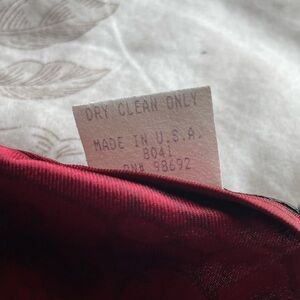 DRY CLEAN ONLY
MADE IN U.S.A.
8041
RN# 98692